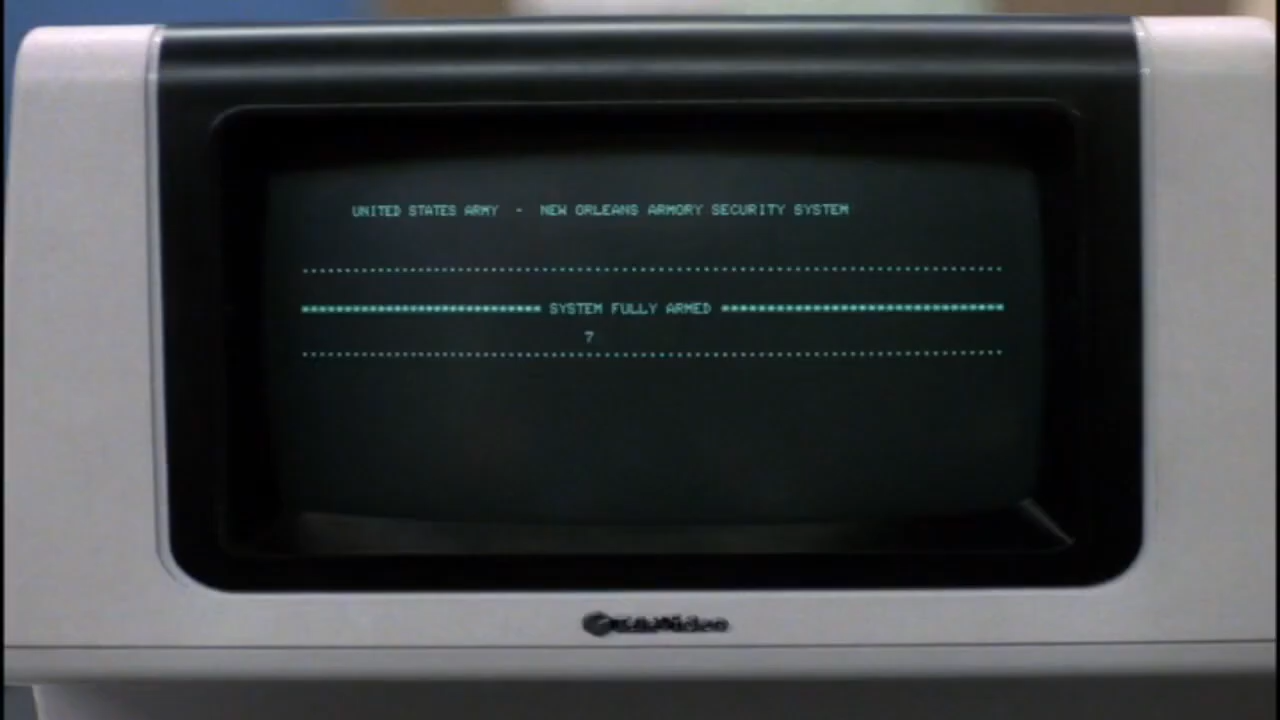 UNITED STATES ARMY - NEW ORLEANS ARMORY SECURITY SYSTEM
SYSTEM FULLY ARMED
7